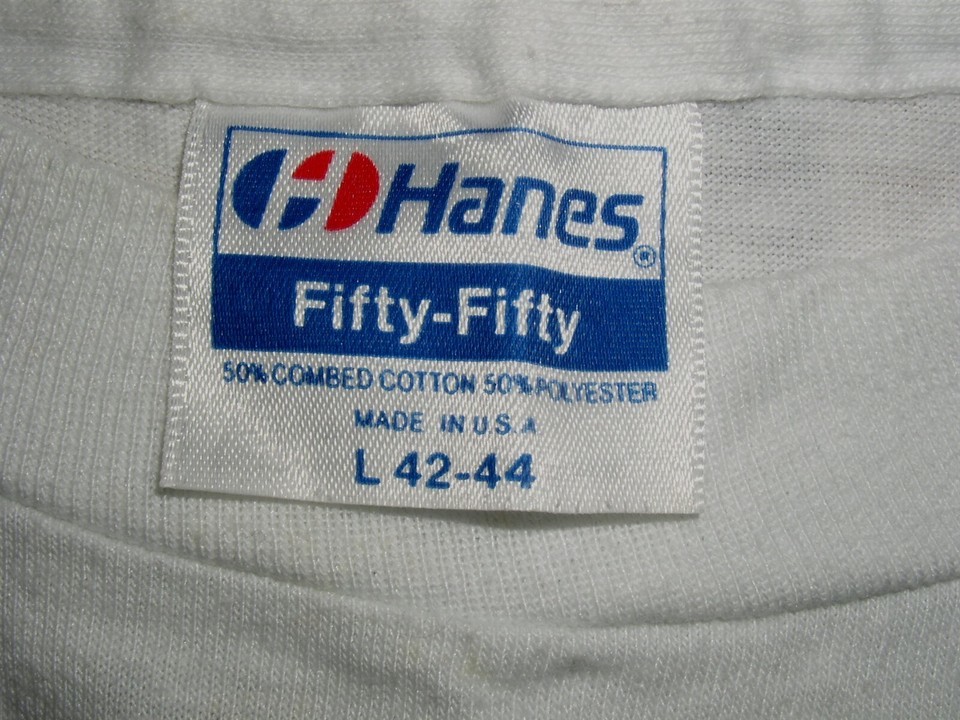 Hanes®
Fifty-Fifty
50% COMBED COTTON 50% POLYESTER
MADE IN U.S.A
L 42-44